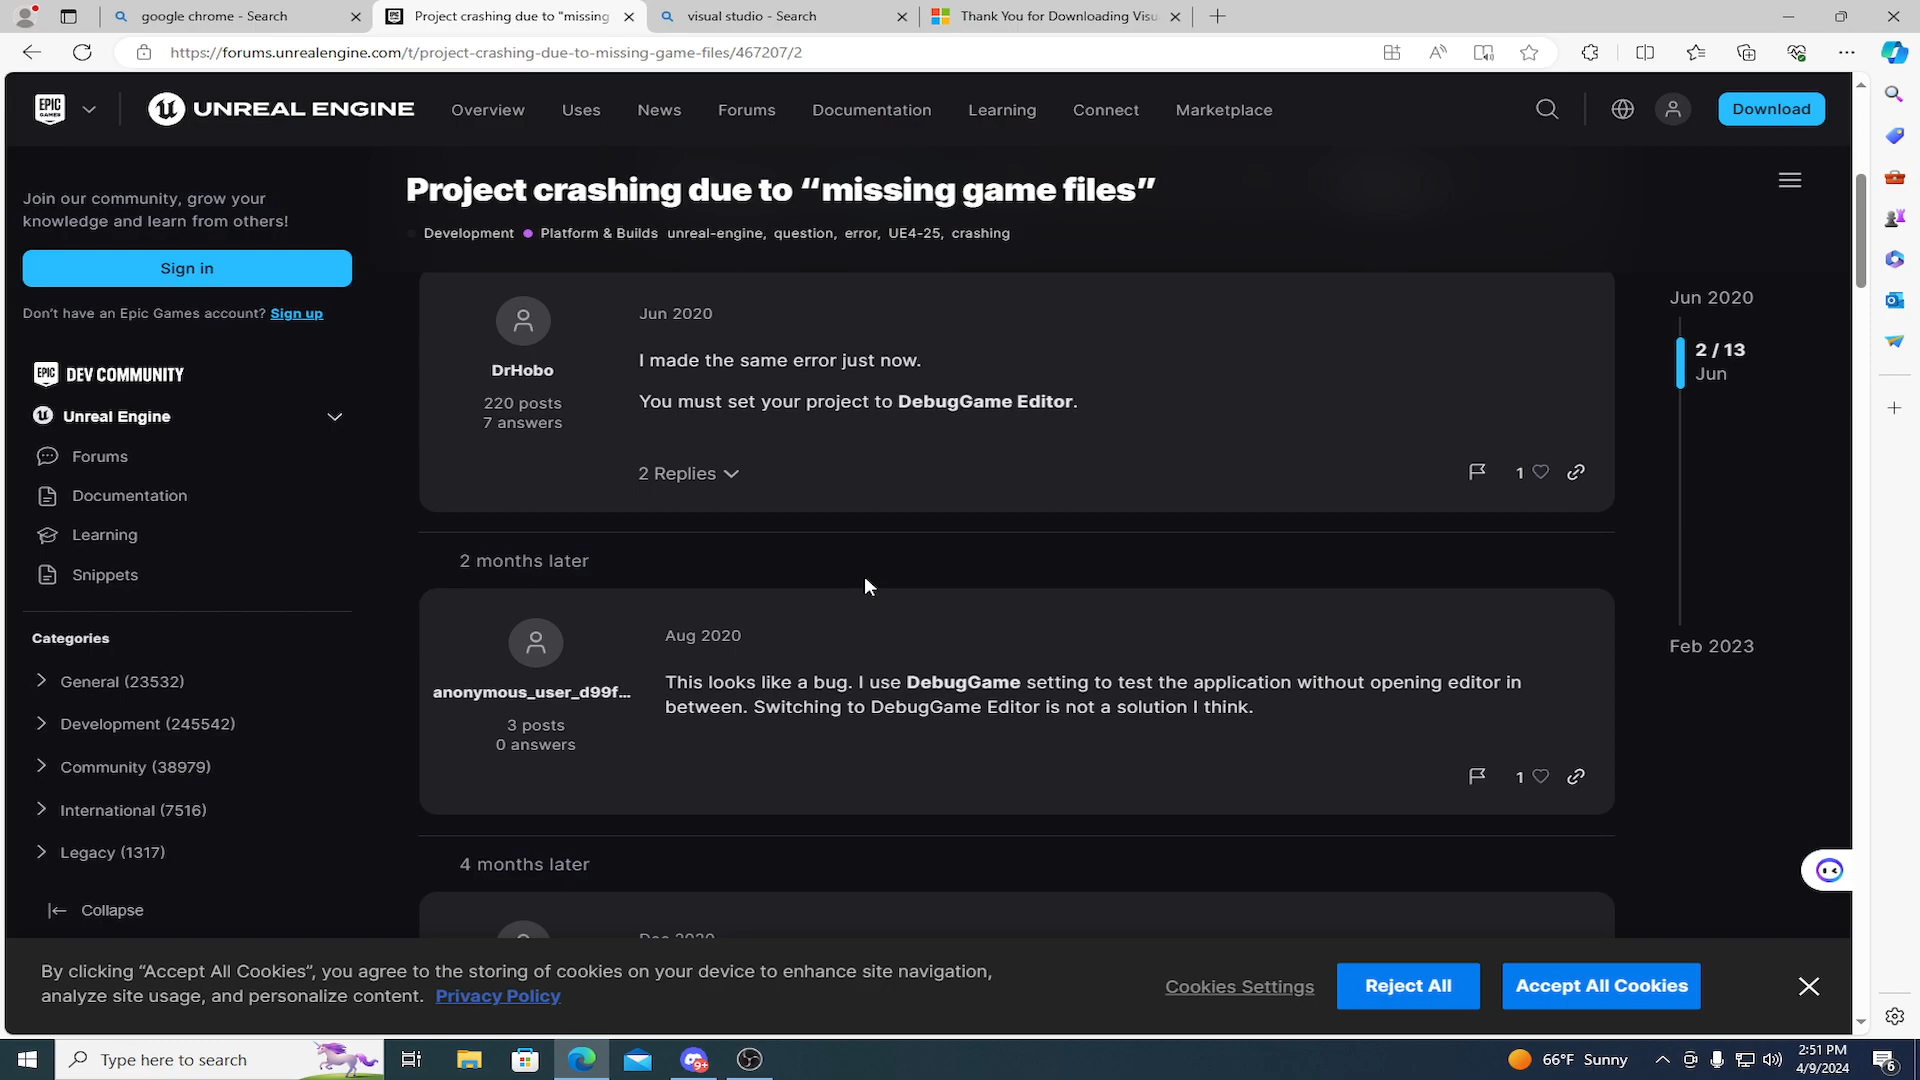 google chrome - Search
Project crashing due to "missing
visual studio - Search
Thank You for Downloading Visu
https://forums.unrealengine.com/t/project-crashing-due-to-missing-game-files/467207/2
EPIC GAMES
UNREAL ENGINE
Overview
Uses
News
Forums
Documentation
Learning
Connect
Marketplace
Download
Join our community, grow your
knowledge and learn from others!
Sign in
Don't have an Epic Games account? Sign up
EPIC DEV COMMUNITY
Unreal Engine
Forums
Documentation
Learning
Snippets
Categories
General (23532)
Development (245542)
Community (38979)
International (7516)
Legacy (1317)
Collapse
Project crashing due to “missing game files”
Development Platform & Builds unreal-engine, question, error, UE4-25, crashing
DrHobo
220 posts
7 answers
Jun 2020
I made the same error just now.
You must set your project to DebugGame Editor.
2 Replies
1
2 months later
anonymous_user_d99f...
3 posts
0 answers
Aug 2020
This looks like a bug. I use DebugGame setting to test the application without opening editor in
between. Switching to DebugGame Editor is not a solution I think.
1
4 months later
Dec 2020
Jun 2020
2 / 13
Jun
Feb 2023
By clicking “Accept All Cookies”, you agree to the storing of cookies on your device to enhance site navigation,
analyze site usage, and personalize content. Privacy Policy
Cookies Settings
Reject All
Accept All Cookies
Type here to search
9+
66°F Sunny
2:51 PM
4/9/2024
6